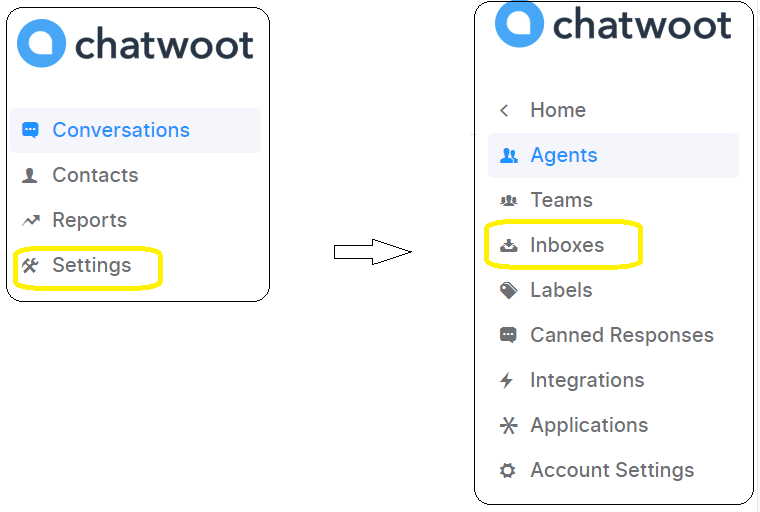 chatwoot
Conversations
Contacts
Reports
Settings
chatwoot
Home
Agents
Teams
Inboxes
Labels
Canned Responses
Integrations
Applications
Account Settings